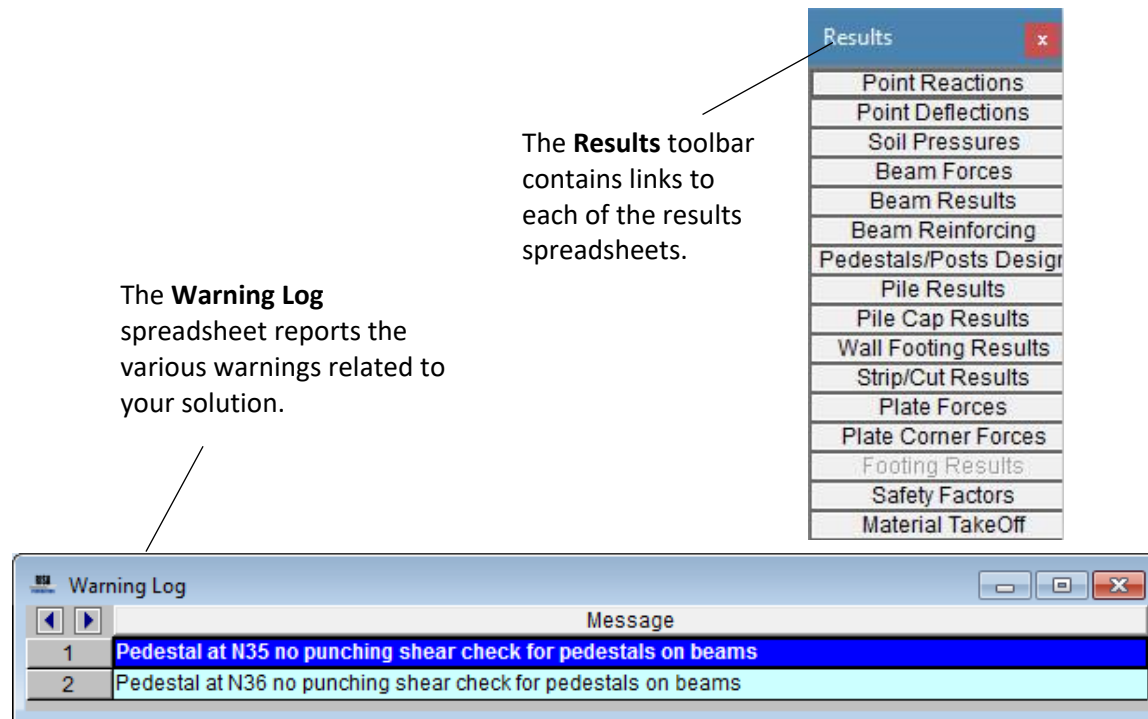 Results
x
Point Reactions
Point Deflections
Soil Pressures
Beam Forces
Beam Results
Beam Reinforcing
Pedestals/Posts Design
Pile Results
Pile Cap Results
Wall Footing Results
Strip/Cut Results
Plate Forces
Plate Corner Forces
Footing Results
Safety Factors
Material TakeOff
The Results toolbar
contains links to
each of the results
spreadsheets.
The Warning Log
spreadsheet reports the
various warnings related to
your solution.
RISA
Warning Log
Message
1 Pedestal at N35 no punching shear check for pedestals on beams
2 Pedestal at N36 no punching shear check for pedestals on beams